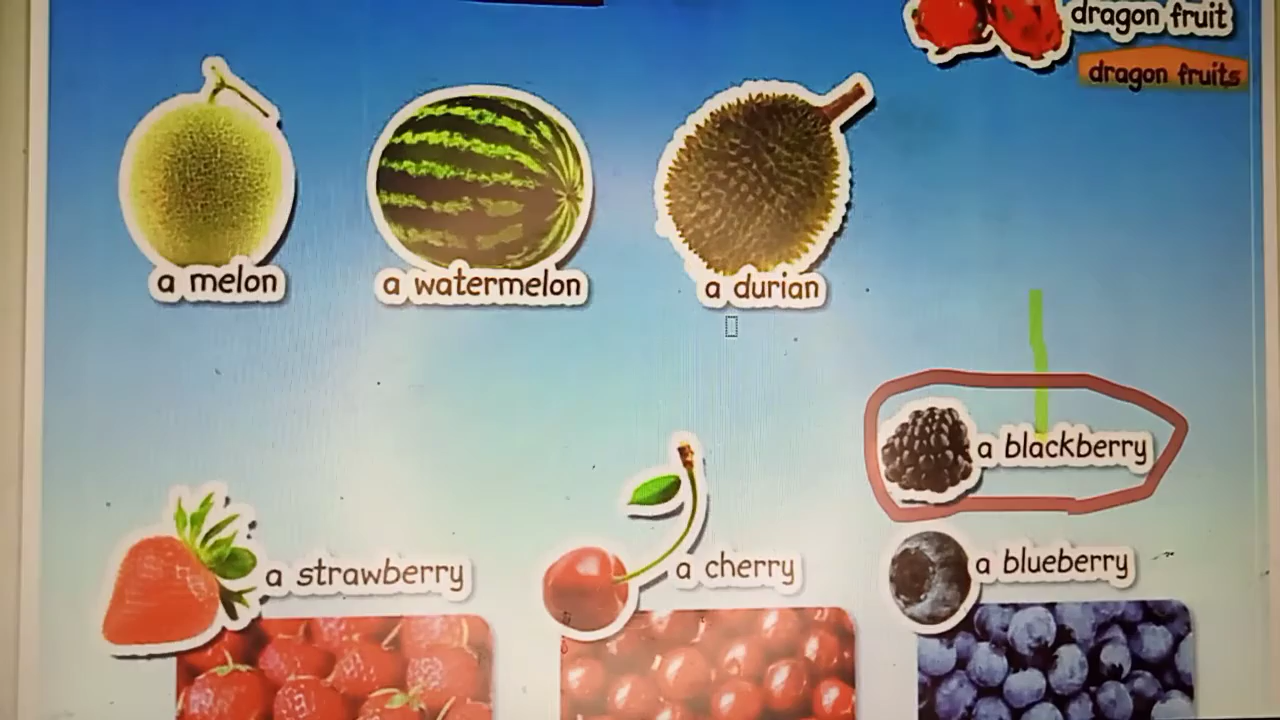 dragon fruit
dragon fruits
a melon
a watermelon
a durian
a blackberry
a strawberry
a cherry
a blueberry